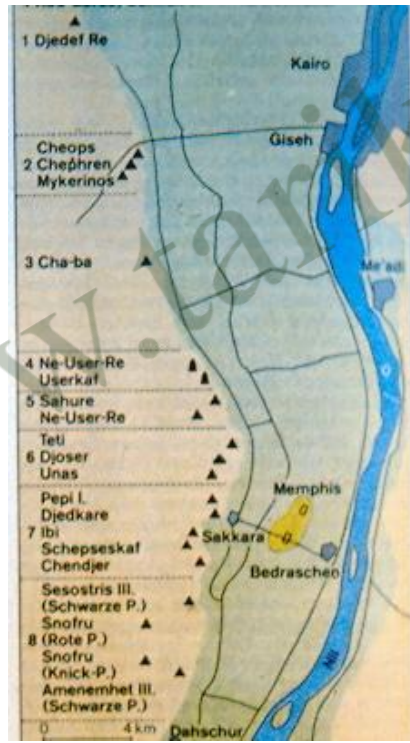 1 Djedef Re
Kairo
Giseh
Cheops
2 Chephren
Mykerinos
3 Cha-ba
Me'adi
4 Ne-User-Re
Userkaf
5 Sahure
Ne-User-Re
Teti
6 Djoser
Unas
Pepi I.
Djedkare
7 Ibi
Schepseskaf
Chendjer
Memphis
Sakkara
Bedraschen
Sesostris III.
(Schwarze P.)
Snofru
8 (Rote P.)
Snofru
(Knick-P.)
Amenemhet III.
(Schwarze P.)
Nil
0 4 km
Dahschur